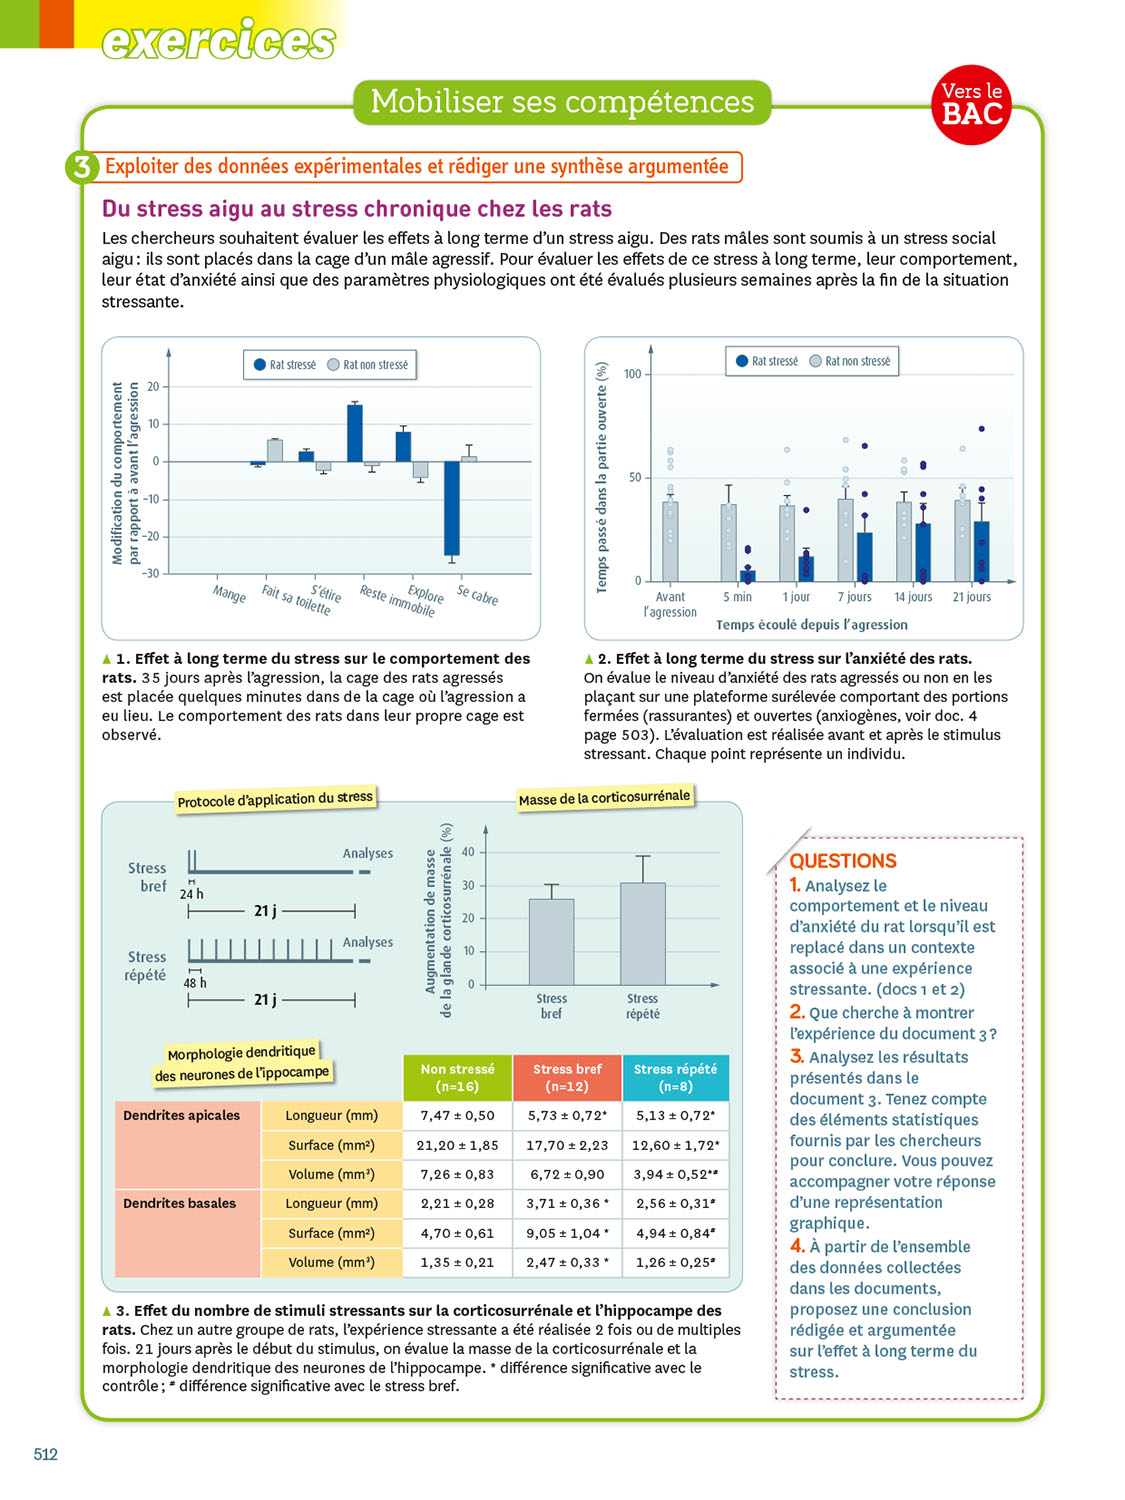 exercices
Mobiliser ses compétences
Vers le
BAC
3 Exploiter des données expérimentales et rédiger une synthèse argumentée
Du stress aigu au stress chronique chez les rats
Les chercheurs souhaitent évaluer les effets à long terme d’un stress aigu. Des rats mâles sont soumis à un stress social
aigu : ils sont placés dans la cage d’un mâle agressif. Pour évaluer les effets de ce stress à long terme, leur comportement,
leur état d’anxiété ainsi que des paramètres physiologiques ont été évalués plusieurs semaines après la fin de la situation
stressante.
Modification du comportement
par rapport à avant l’agression
Rat stressé Rat non stressé
20
10
0
–10
–20
–30
Mange
Fait sa toilette
S’étire
Reste immobile
Explore
Se cabre
▲ 1. Effet à long terme du stress sur le comportement des
rats. 35 jours après l’agression, la cage des rats agressés
est placée quelques minutes dans de la cage où l’agression a
eu lieu. Le comportement des rats dans leur propre cage est
observé.
Temps passé dans la partie ouverte (%)
Rat stressé Rat non stressé
100
50
0
Avant
l’agression
5 min
1 jour
7 jours
14 jours
21 jours
Temps écoulé depuis l’agression
▲ 2. Effet à long terme du stress sur l’anxiété des rats.
On évalue le niveau d’anxiété des rats agressés ou non en les
plaçant sur une plateforme surélevée comportant des portions
fermées (rassurantes) et ouvertes (anxiogènes, voir doc. 4
page 503). L’évaluation est réalisée avant et après le stimulus
stressant. Chaque point représente un individu.
Protocole d’application du stress
Stress
bref
Analyses
24 h
21 j
Stress
répété
Analyses
48 h
21 j
Masse de la corticosurrénale
Augmentation de masse
de la glande corticosurrénale (%)
40
30
20
10
0
Stress
bref
Stress
répété
Morphologie dendritique
des neurones de l’ippocampe
Non stressé
(n=16)
Stress bref
(n=12)
Stress répété
(n=8)
Dendrites apicales Longueur (mm) 7,47 ± 0,50 5,73 ± 0,72* 5,13 ± 0,72*
Surface (mm²) 21,20 ± 1,85 17,70 ± 2,23 12,60 ± 1,72*
Volume (mm³) 7,26 ± 0,83 6,72 ± 0,90 3,94 ± 0,52*#
Dendrites basales Longueur (mm) 2,21 ± 0,28 3,71 ± 0,36 * 2,56 ± 0,31#
Surface (mm²) 4,70 ± 0,61 9,05 ± 1,04 * 4,94 ± 0,84#
Volume (mm³) 1,35 ± 0,21 2,47 ± 0,33 * 1,26 ± 0,25#
▲ 3. Effet du nombre de stimuli stressants sur la corticosurrénale et l’hippocampe des
rats. Chez un autre groupe de rats, l’expérience stressante a été réalisée 2 fois ou de multiples
fois. 21 jours après le début du stimulus, on évalue la masse de la corticosurrénale et la
morphologie dendritique des neurones de l’hippocampe. * différence significative avec le
contrôle ; # différence significative avec le stress bref.
QUESTIONS
1. Analysez le
comportement et le niveau
d’anxiété du rat lorsqu’il est
replacé dans un contexte
associé à une expérience
stressante. (docs 1 et 2)
2. Que cherche à montrer
l’expérience du document 3 ?
3. Analysez les résultats
présentés dans le
document 3. Tenez compte
des éléments statistiques
fournis par les chercheurs
pour conclure. Vous pouvez
accompagner votre réponse
d’une représentation
graphique.
4. À partir de l’ensemble
des données collectées
dans les documents,
proposez une conclusion
rédigée et argumentée
sur l’effet à long terme du
stress.
512